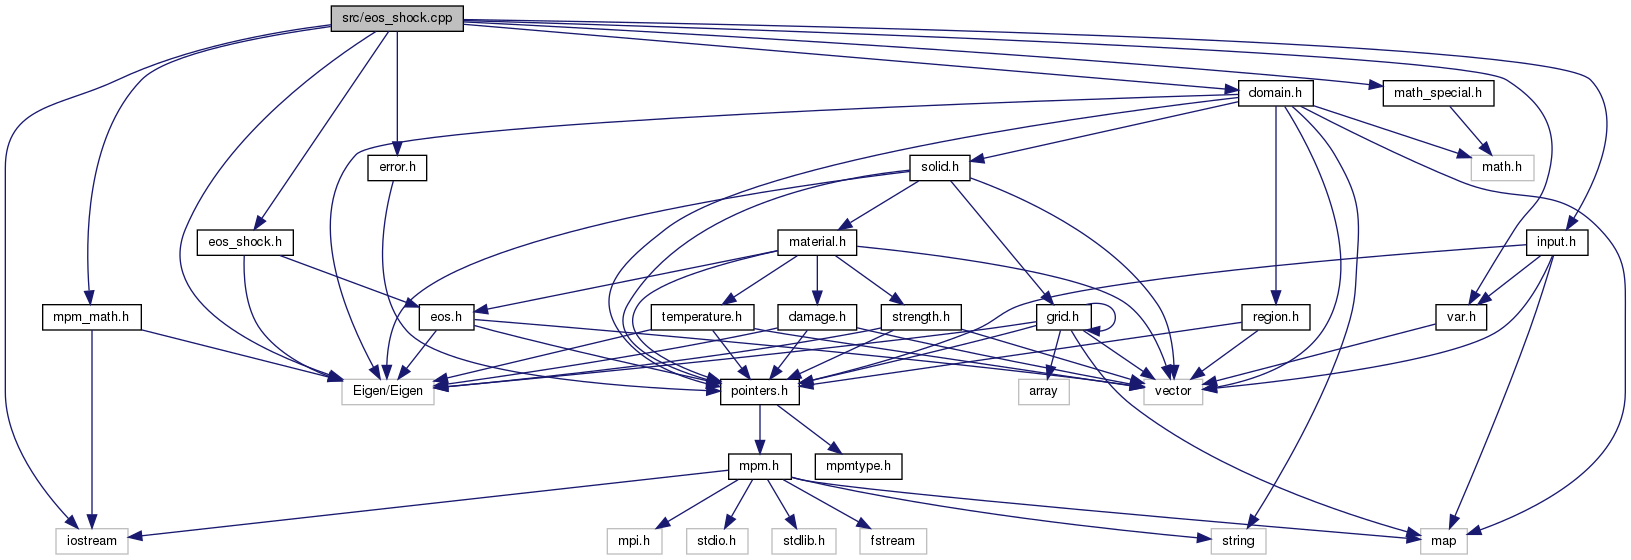 src/eos_shock.cpp
domain.h
math_special.h
error.h
solid.h
math.h
eos_shock.h
material.h
input.h
mpm_math.h
eos.h
temperature.h
damage.h
strength.h
grid.h
region.h
var.h
Eigen/Eigen
pointers.h
array
vector
mpm.h
mpmtype.h
iostream
mpi.h
stdio.h
stdlib.h
fstream
string
map